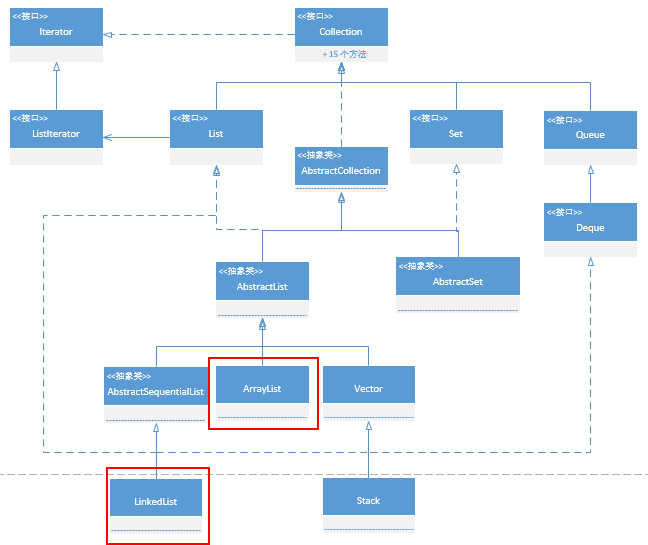 <<接口>>
Iterator
<<接口>>
Collection
+ 15 个方法
<<接口>>
ListIterator
<<接口>>
List
<<接口>>
Set
<<接口>>
Queue
<<抽象类>>
AbstractCollection
<<接口>>
Deque
<<抽象类>>
AbstractList
<<抽象类>>
AbstractSet
<<抽象类>>
AbstractSequentialList
ArrayList
Vector
LinkedList
Stack